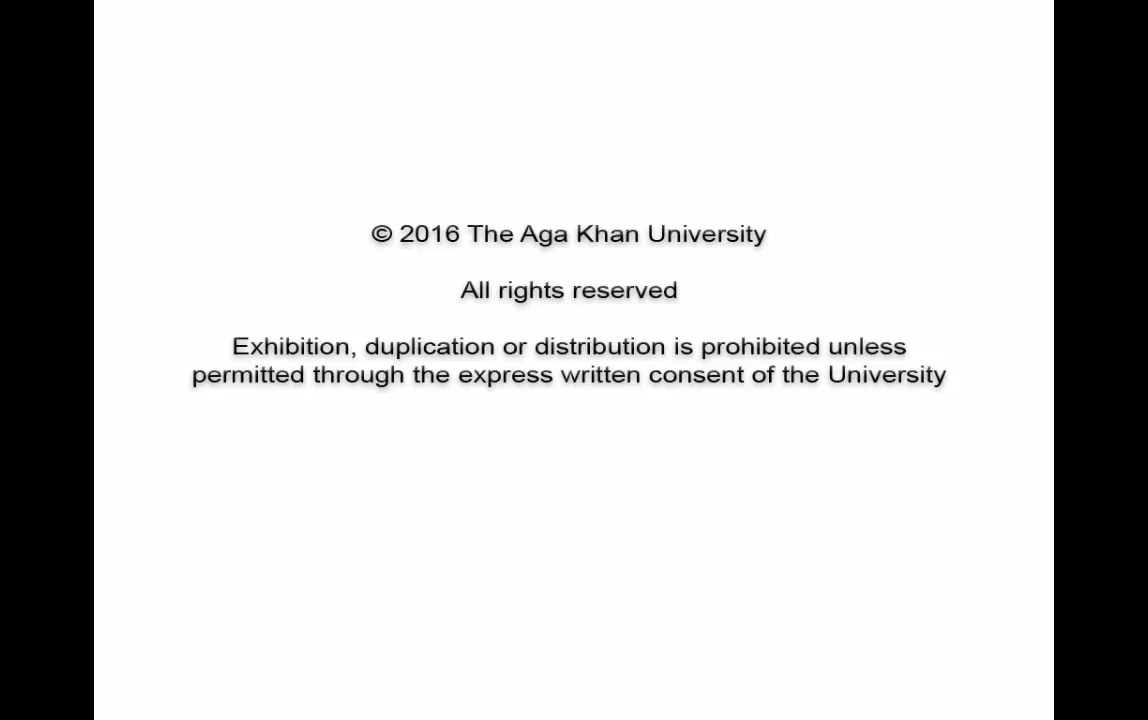 © 2016 The Aga Khan University
All rights reserved
Exhibition, duplication or distribution is prohibited unless
permitted through the express written consent of the University